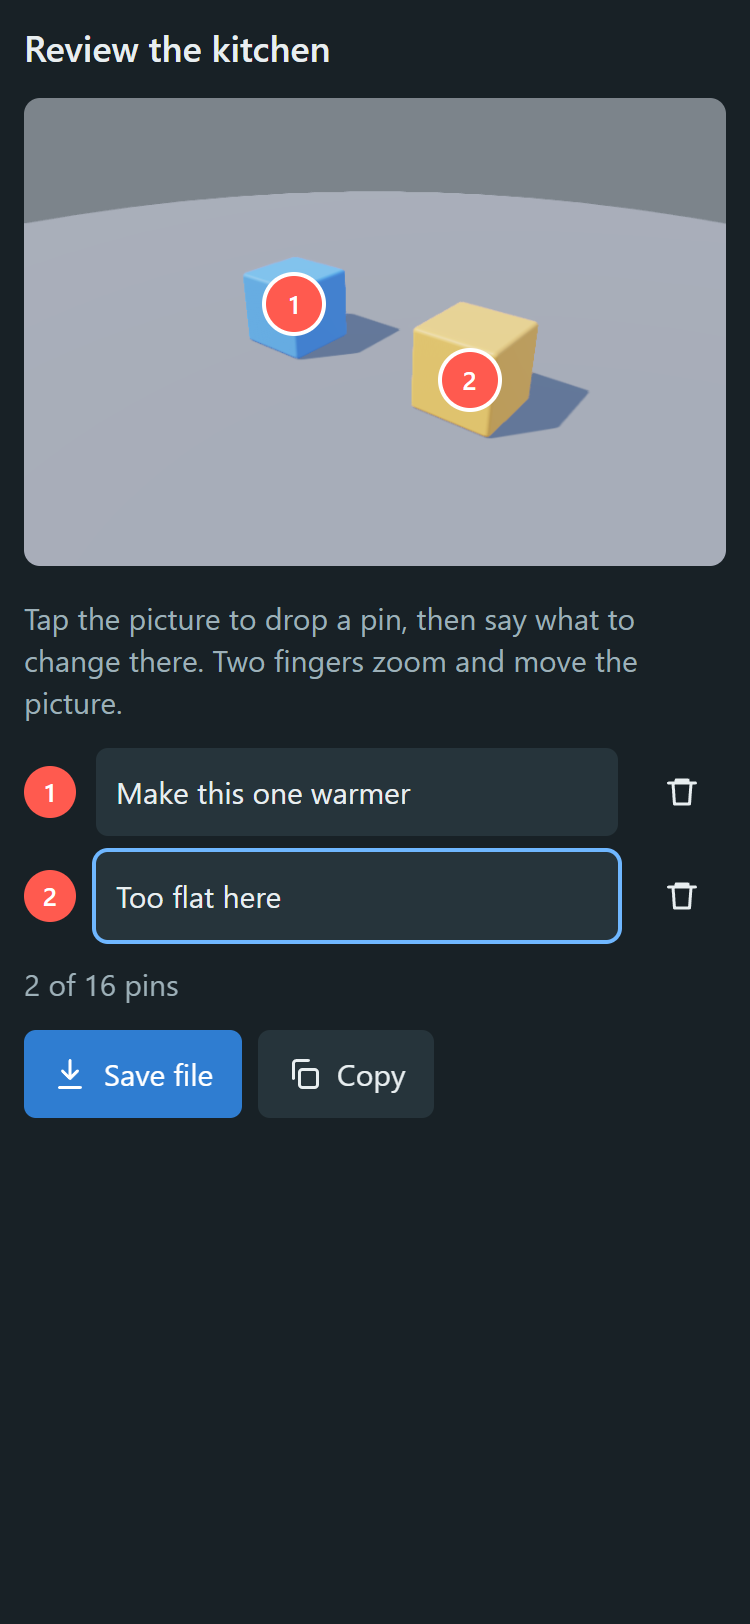 Review the kitchen
1
2
Tap the picture to drop a pin, then say what to
change there. Two fingers zoom and move the
picture.
1 Make this one warmer
2 Too flat here
2 of 16 pins
Save file Copy